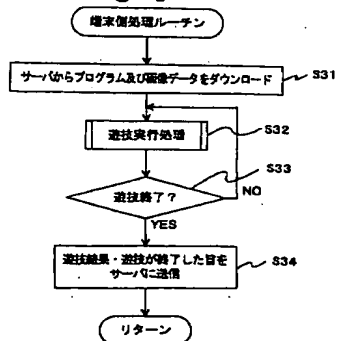 端末側処理ルーチン
サーバからプログラム及び画像データをダウンロード
S31
遊技実行処理
S32
S33
遊技終了？
NO
YES
遊技結果・遊技が終了した旨を
サーバに送信
S34
リターン